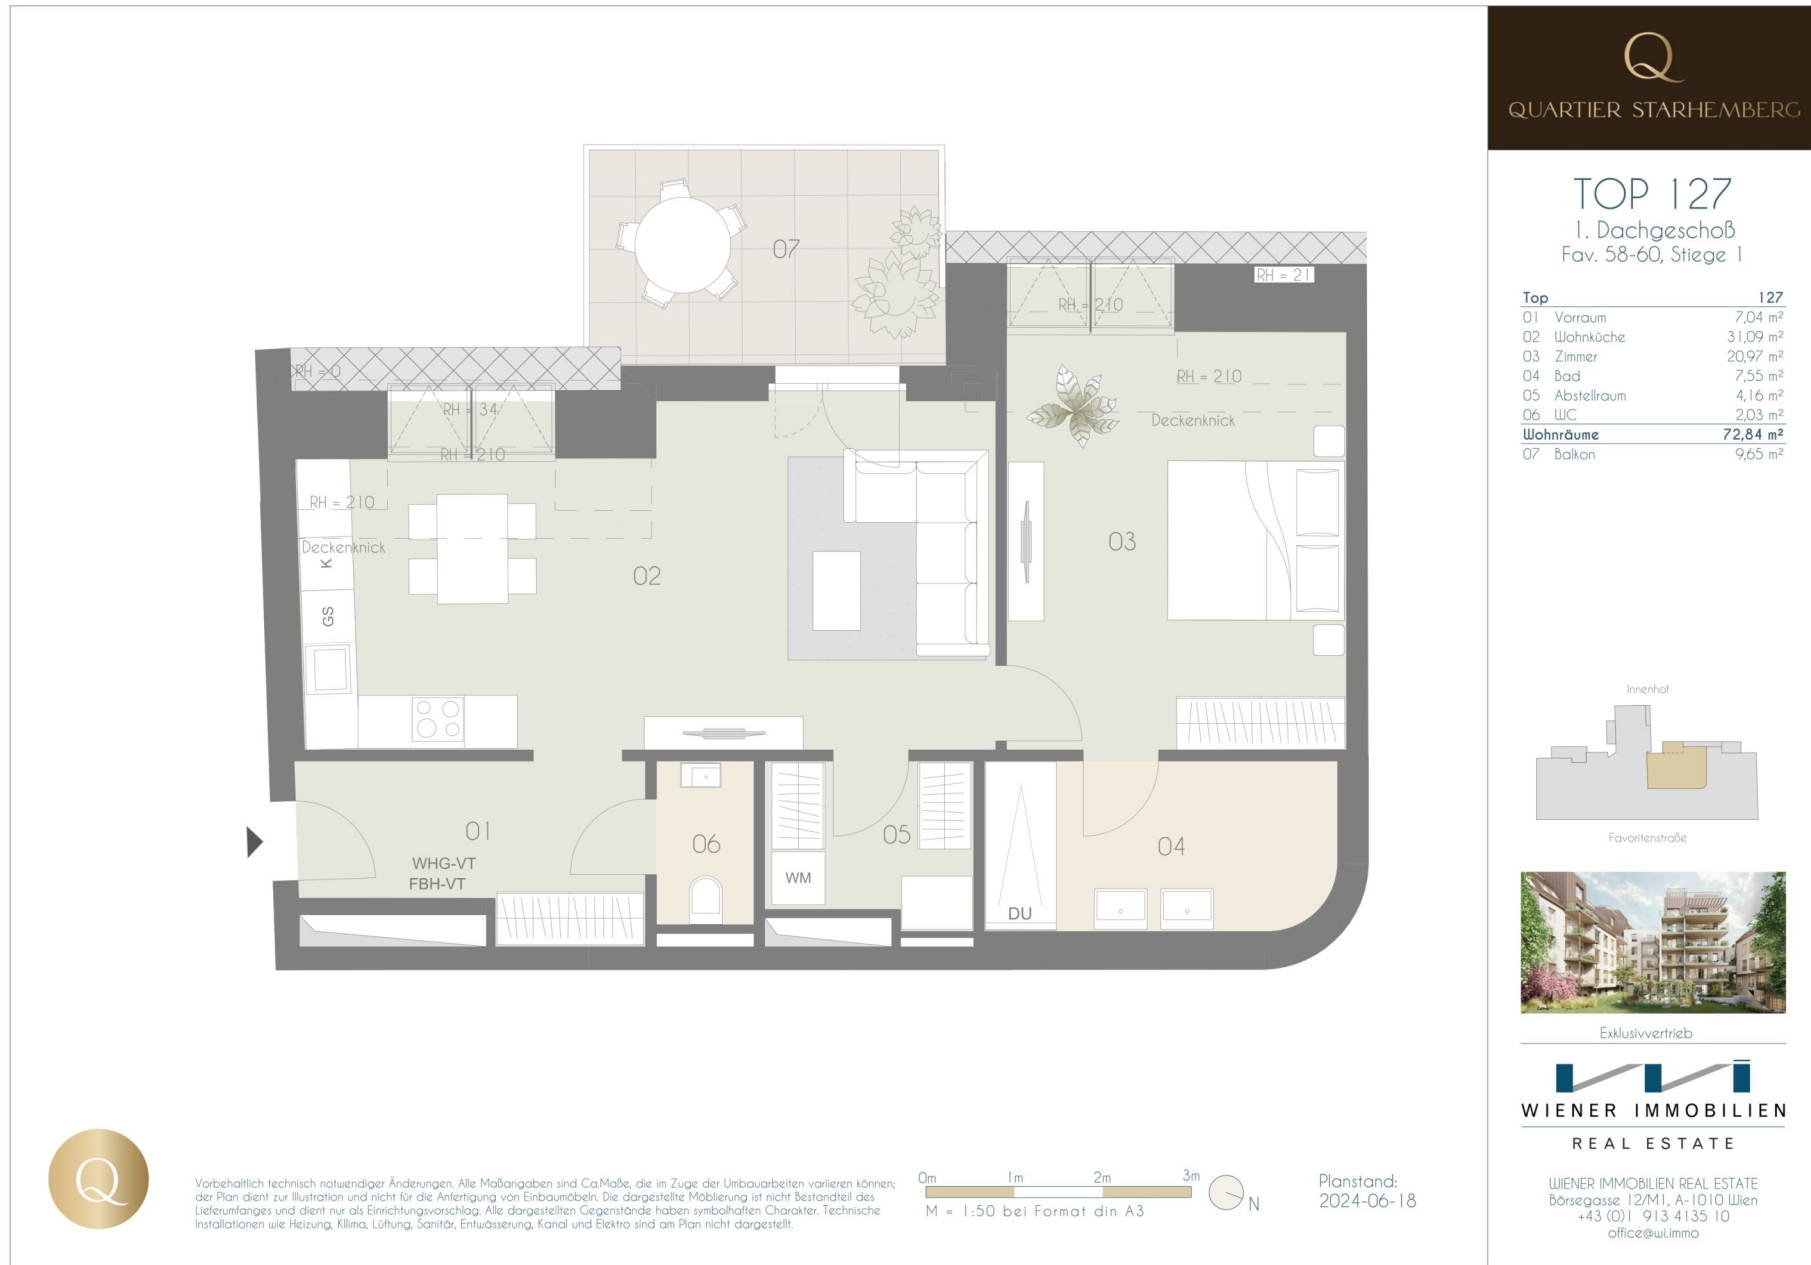 Q
QUARTIER STARHEMBERG
TOP 127
1. Dachgeschoß
Fav. 58-60, Stiege 1
Top 127
01 Vorraum 7,04 m²
02 Wohnküche 31,09 m²
03 Zimmer 20,97 m²
04 Bad 7,55 m²
05 Abstellraum 4,16 m²
06 WC 2,03 m²
Wohnräume 72,84 m²
07 Balkon 9,65 m²
07
RH = 21
RH = 210
RH = 0
RH = 34
RH = 210
RH = 210
Deckenknick
RH = 210
Deckenknick
K
GS
02
03
01
WHG-VT
FBH-VT
06
05
WM
04
DU
Innenhof
Favoritenstraße
Exklusivvertrieb
WIENER IMMOBILIEN
REAL ESTATE
WIENER IMMOBILIEN REAL ESTATE
Börsegasse 12/M1, A-1010 Wien
+43 (0)1 913 4135 10
office@wi.immo
Q
Vorbehaltlich technisch notwendiger Änderungen. Alle Maßangaben sind Ca.Maße, die im Zuge der Umbauarbeiten variieren können;
der Plan dient zur Illustration und nicht für die Anfertigung von Einbaumöbeln. Die dargestellte Möblierung ist nicht Bestandteil des
Lieferumfanges und dient nur als Einrichtungsvorschlag. Alle dargestellten Gegenstände haben symbolhaften Charakter. Technische
Installationen wie Heizung, Kllima, Lüftung, Sanitär, Entwässerung, Kanal und Elektro sind am Plan nicht dargestellt.
0m 1m 2m 3m
M = 1:50 bei Format din A3
N
Planstand:
2024-06-18